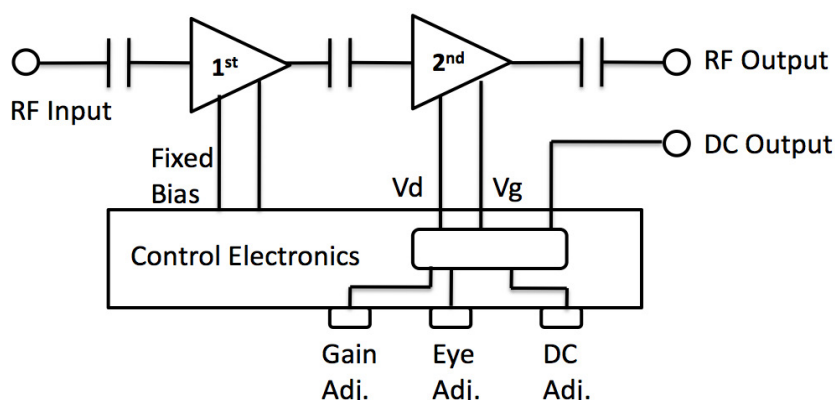 1st
2nd
RF Output
RF Input
DC Output
Fixed
Bias
Vd
Vg
Control Electronics
Gain
Adj.
Eye
Adj.
DC
Adj.